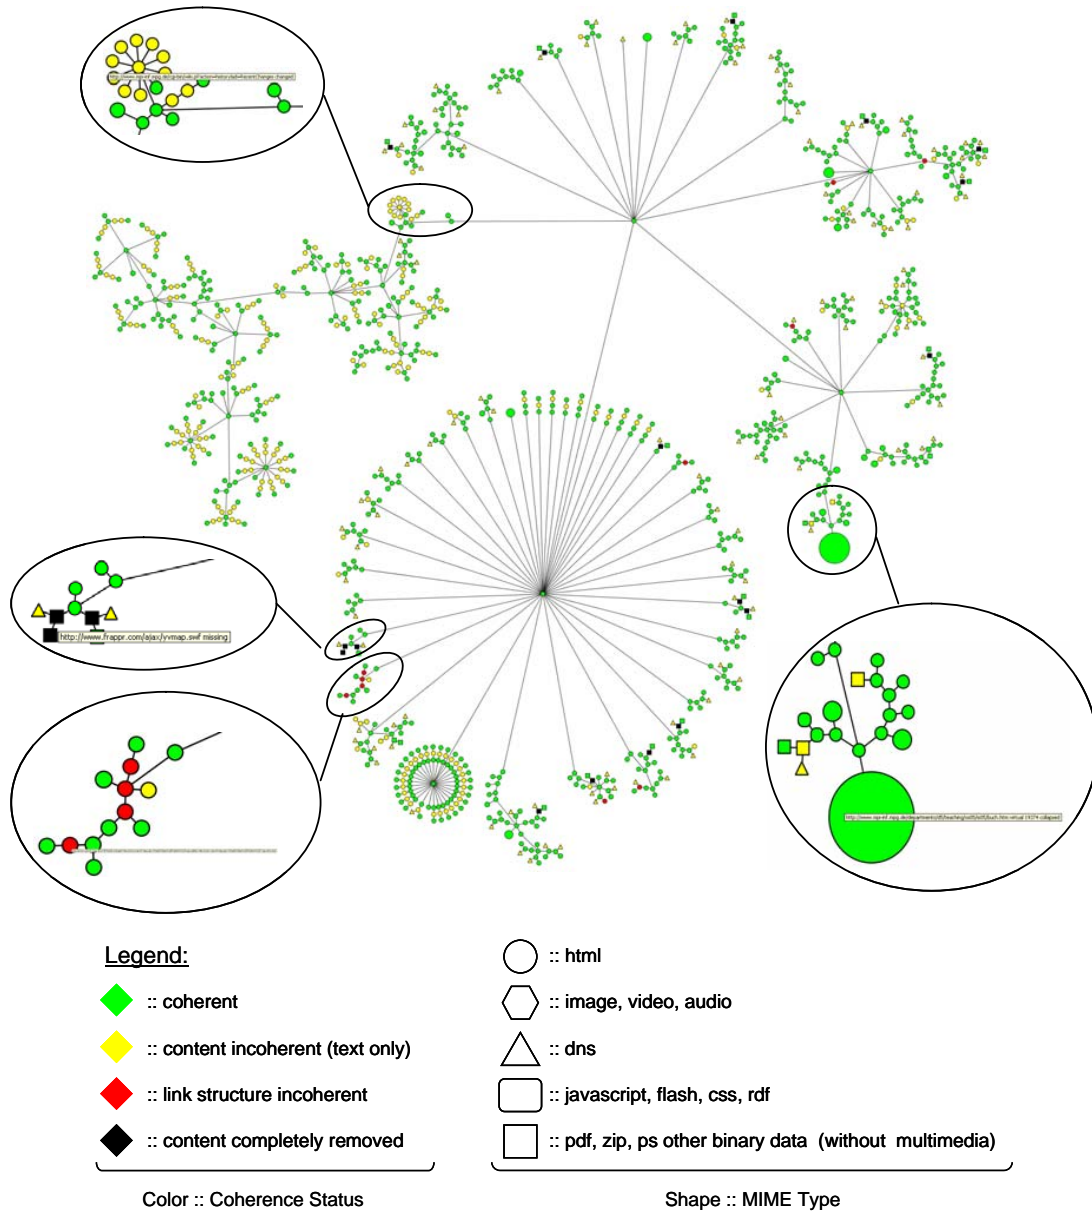 http://www.frappr.com/ajax/yvmap.swf missing
Legend:
:: coherent
:: content incoherent (text only)
:: link structure incoherent
:: content completely removed
Color :: Coherence Status
:: html
:: image, video, audio
:: dns
:: javascript, flash, css, rdf
:: pdf, zip, ps other binary data (without multimedia)
Shape :: MIME Type